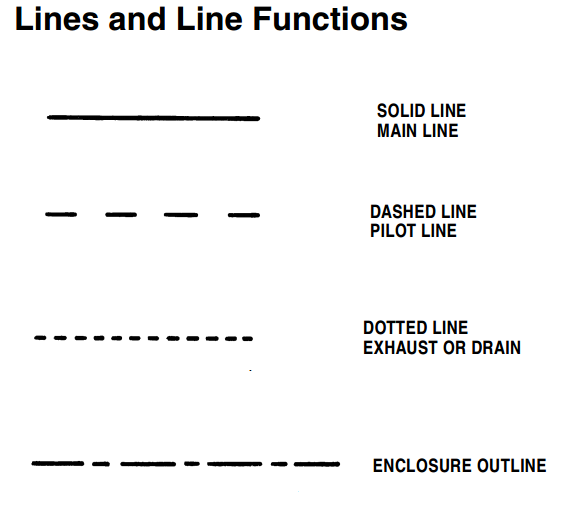 Lines and Line Functions
SOLID LINE
MAIN LINE
DASHED LINE
PILOT LINE
DOTTED LINE
EXHAUST OR DRAIN
ENCLOSURE OUTLINE